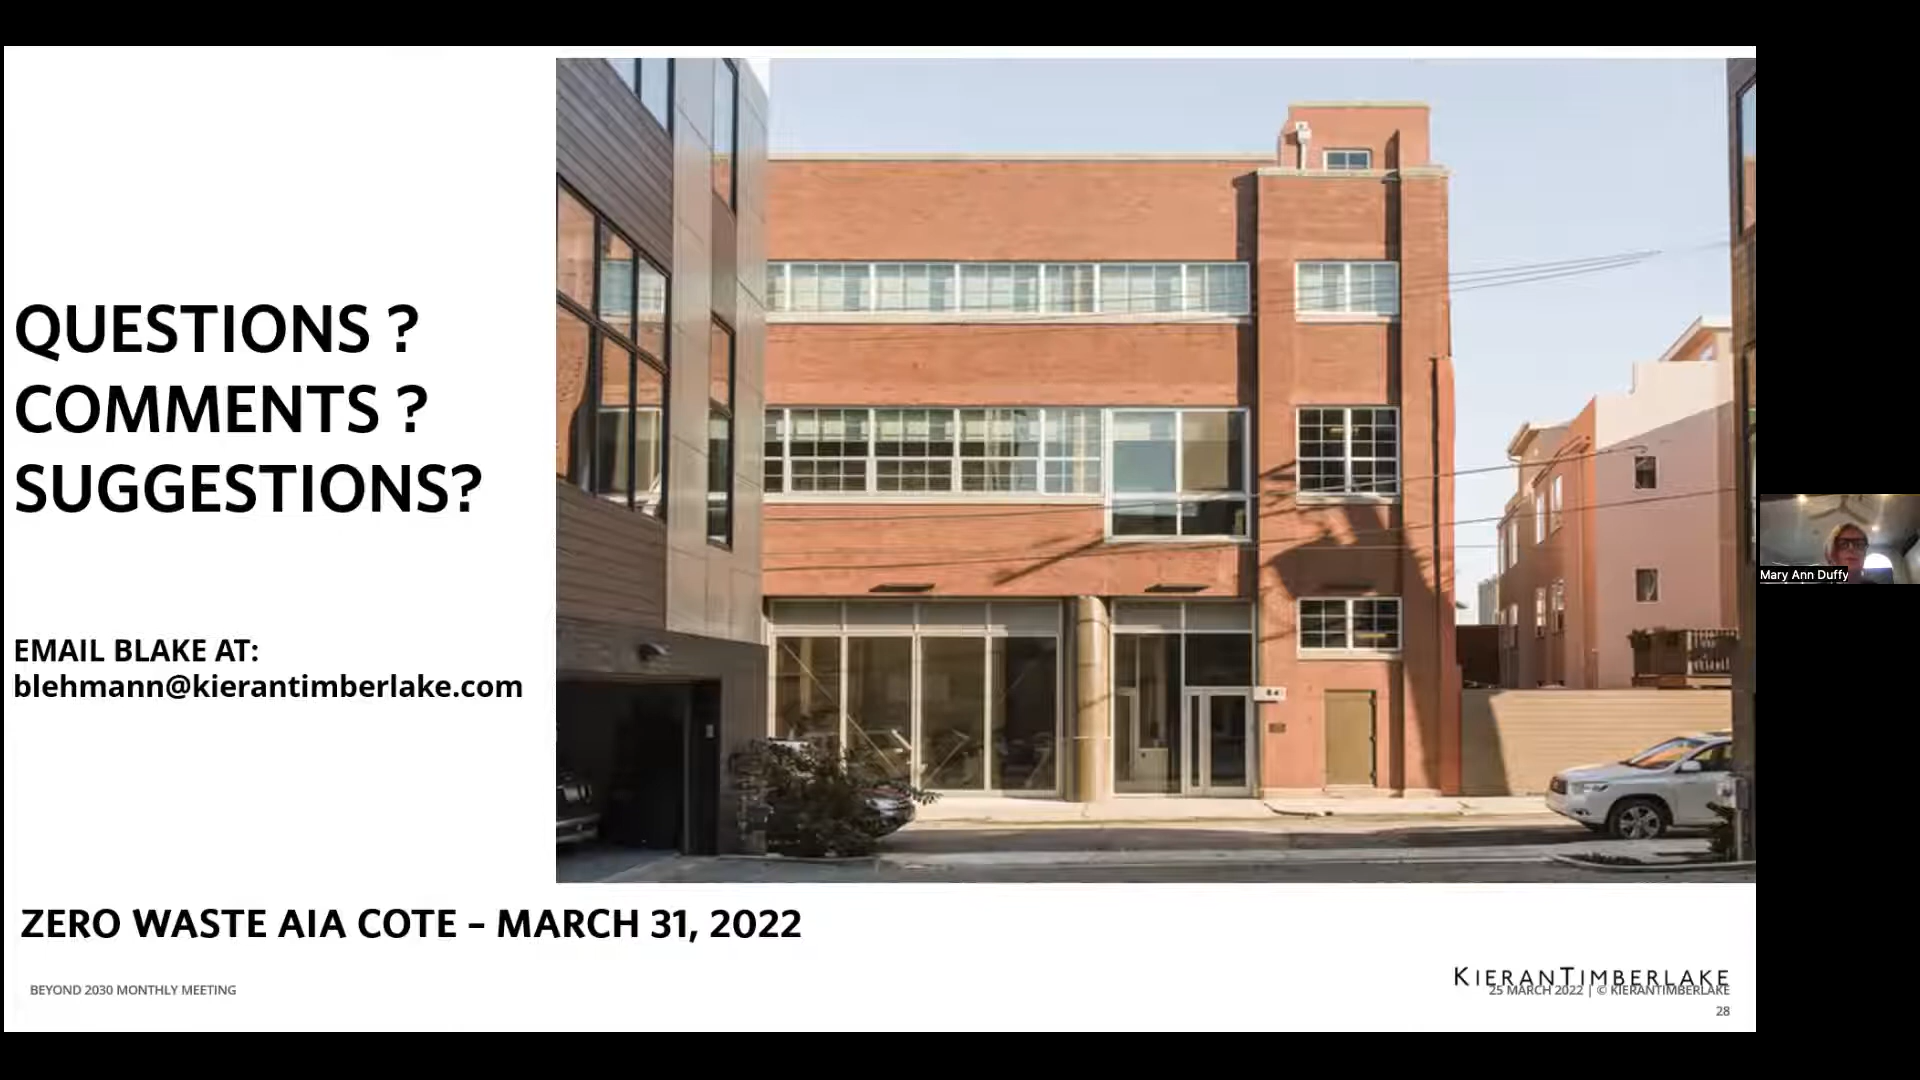 QUESTIONS ?
COMMENTS ?
SUGGESTIONS?
EMAIL BLAKE AT:
blehmann@kierantimberlake.com
Mary Ann Duffy
ZERO WASTE AIA COTE – MARCH 31, 2022
BEYOND 2030 MONTHLY MEETING
KIERANTIMBERLAKE
25 MARCH 2022 | © KIERANTIMBERLAKE
28